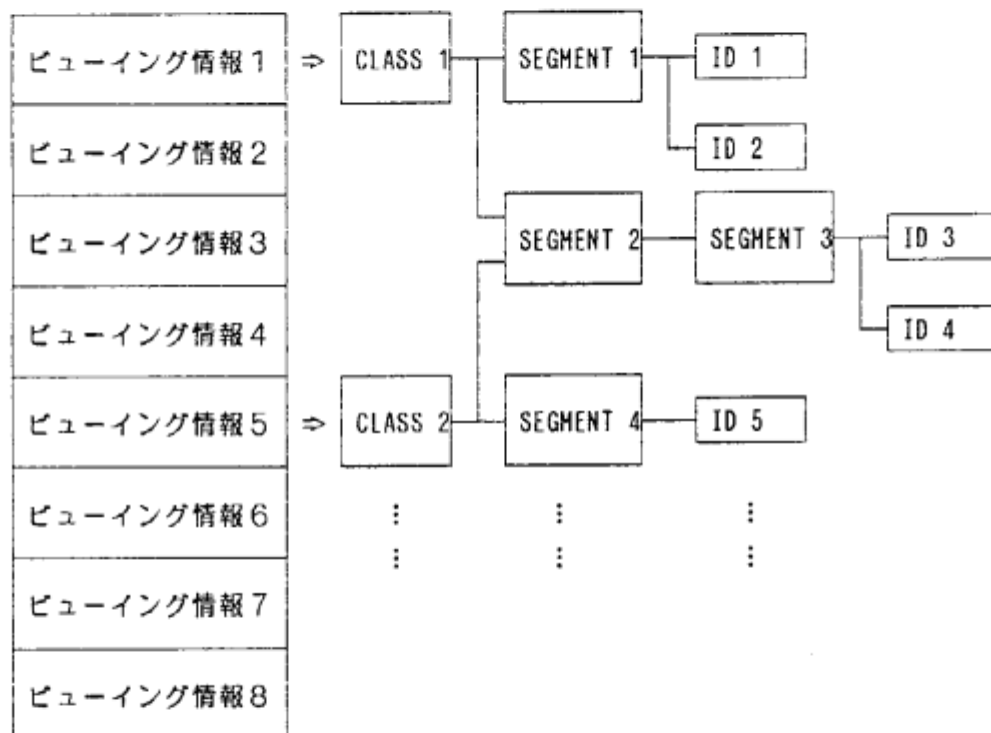 ビューイング情報1 ⇒ CLASS 1 SEGMENT 1 ID 1
ビューイング情報2 ID 2
ビューイング情報3 SEGMENT 2 SEGMENT 3 ID 3
ビューイング情報4 ID 4
ビューイング情報5 ⇒ CLASS 2 SEGMENT 4 ID 5
ビューイング情報6 ⋮ ⋮ ⋮
⋮ ⋮ ⋮
ビューイング情報7
ビューイング情報8